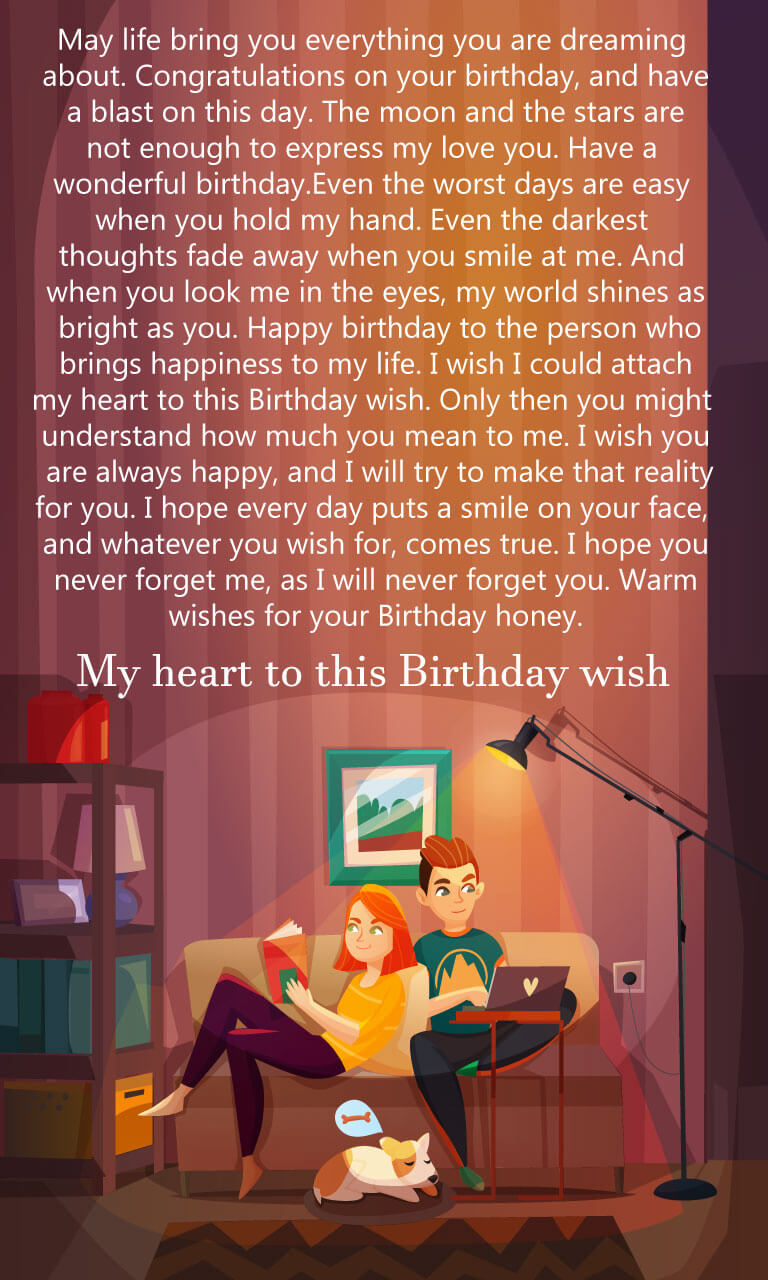 May life bring you everything you are dreaming
about. Congratulations on your birthday, and have
a blast on this day. The moon and the stars are
not enough to express my love you. Have a
wonderful birthday.Even the worst days are easy
when you hold my hand. Even the darkest
thoughts fade away when you smile at me. And
when you look me in the eyes, my world shines as
bright as you. Happy birthday to the person who
brings happiness to my life. I wish I could attach
my heart to this Birthday wish. Only then you might
understand how much you mean to me. I wish you
are always happy, and I will try to make that reality
for you. I hope every day puts a smile on your face,
and whatever you wish for, comes true. I hope you
never forget me, as I will never forget you. Warm
wishes for your Birthday honey.
My heart to this Birthday wish